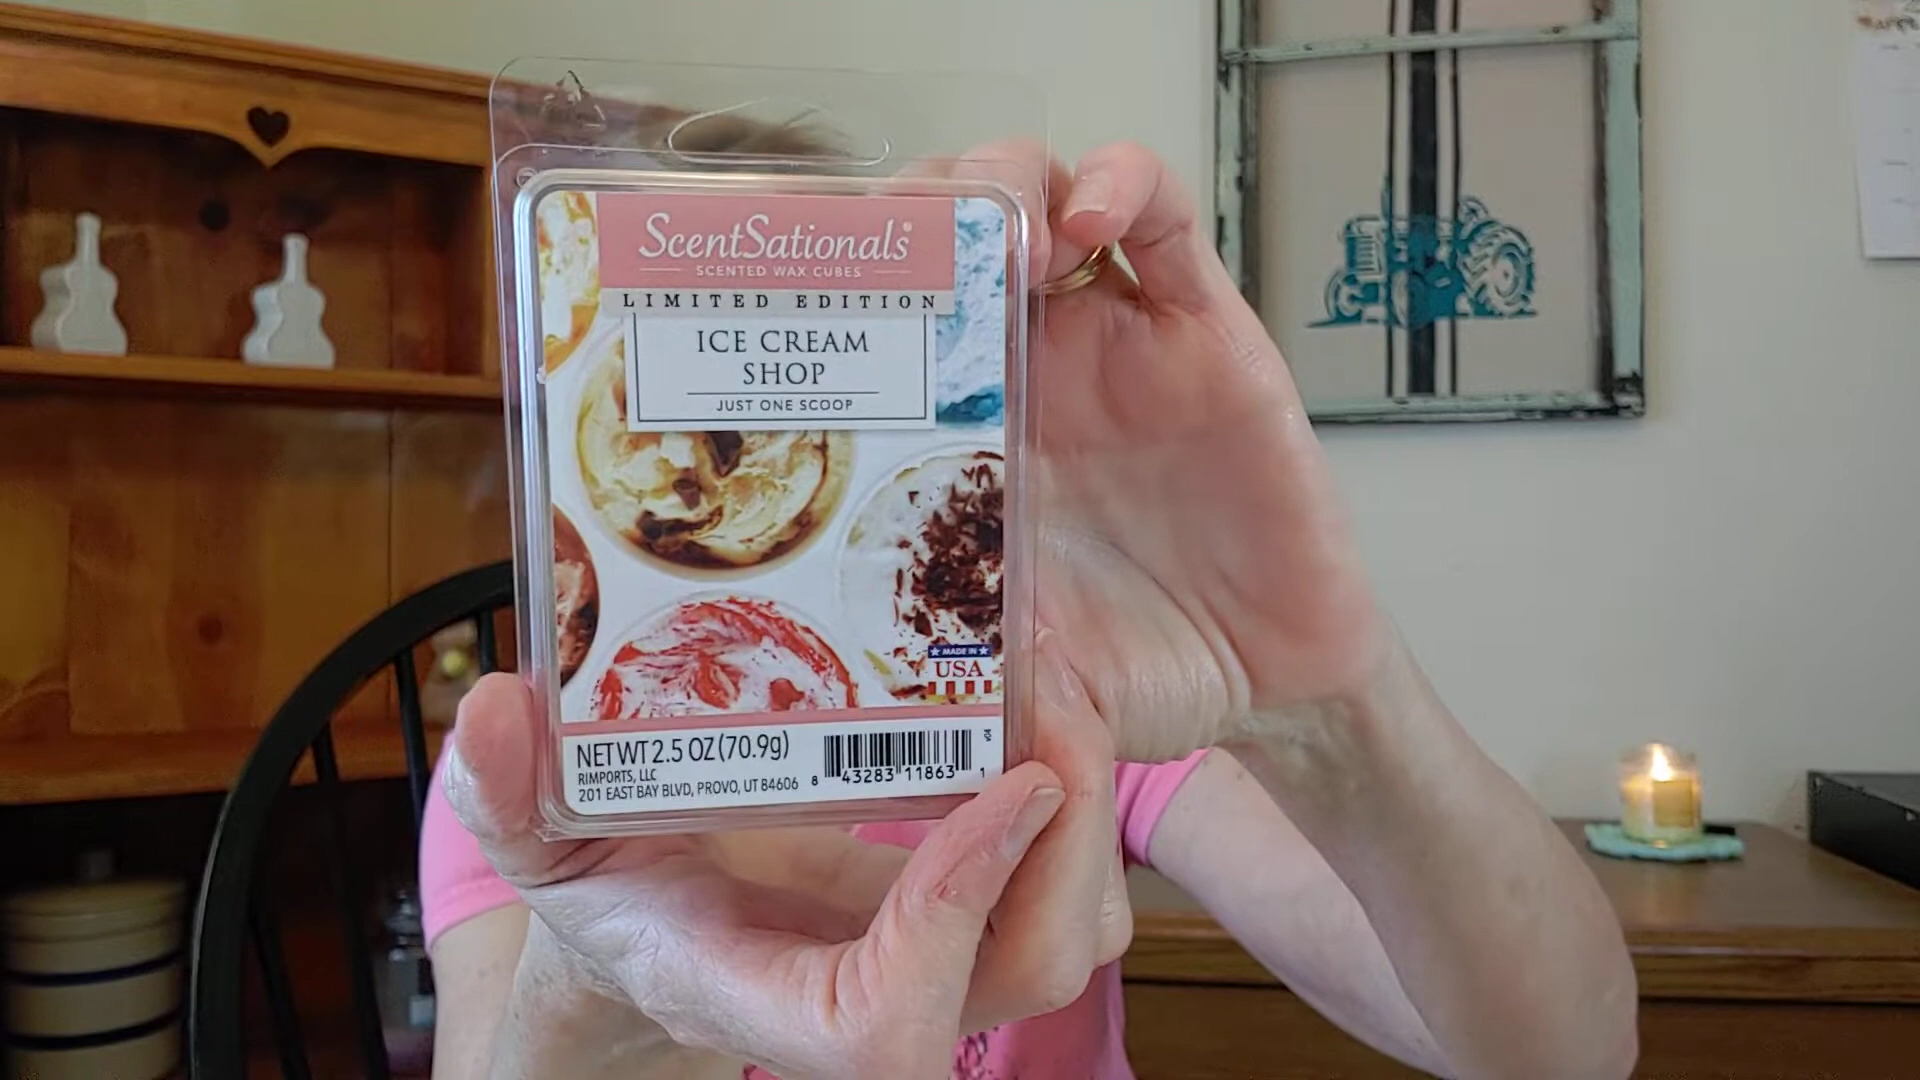 ScentSationals®
SCENTED WAX CUBES
LIMITED EDITION
ICE CREAM
SHOP
JUST ONE SCOOP
MADE IN
USA
NET WT 2.5 OZ (70.9g)
RIMPORTS, LLC
201 EAST BAY BLVD, PROVO, UT 84606
8 43283 11863 1
v04